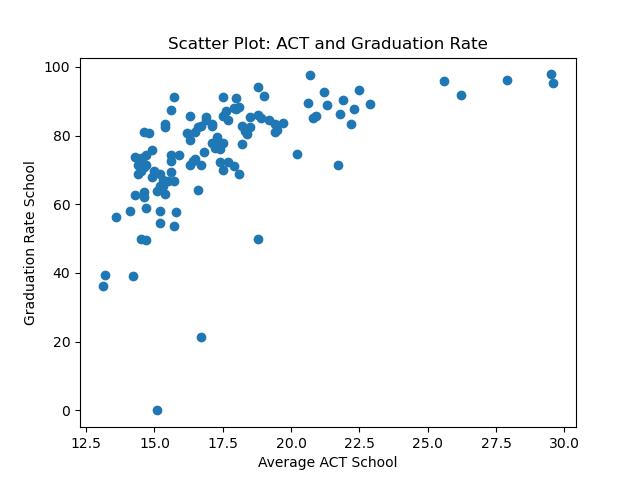 Scatter Plot: ACT and Graduation Rate
100
80
60
40
20
0
Graduation Rate School
12.5 15.0 17.5 20.0 22.5 25.0 27.5 30.0
Average ACT School